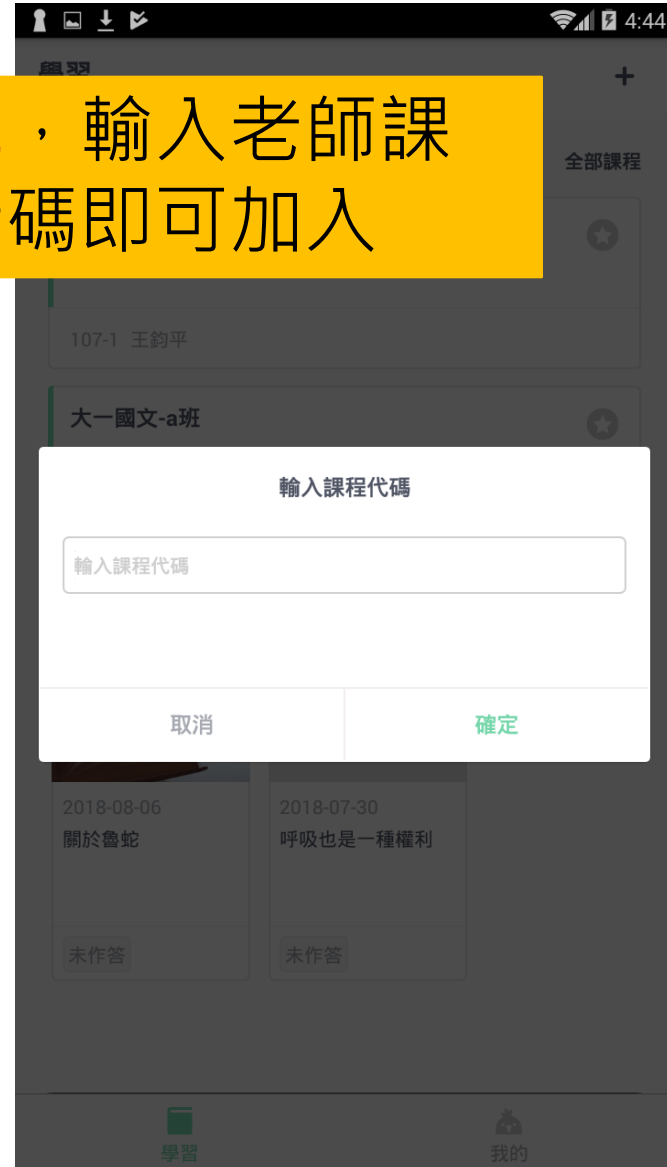 4:44
學習
+
，輸入老師課
碼即可加入
全部課程
107-1 王鈞平
大一國文-a班
輸入課程代碼
輸入課程代碼
取消 確定
2018-08-06 2018-07-30
關於魯蛇 呼吸也是一種權利
未作答 未作答
學習 我的